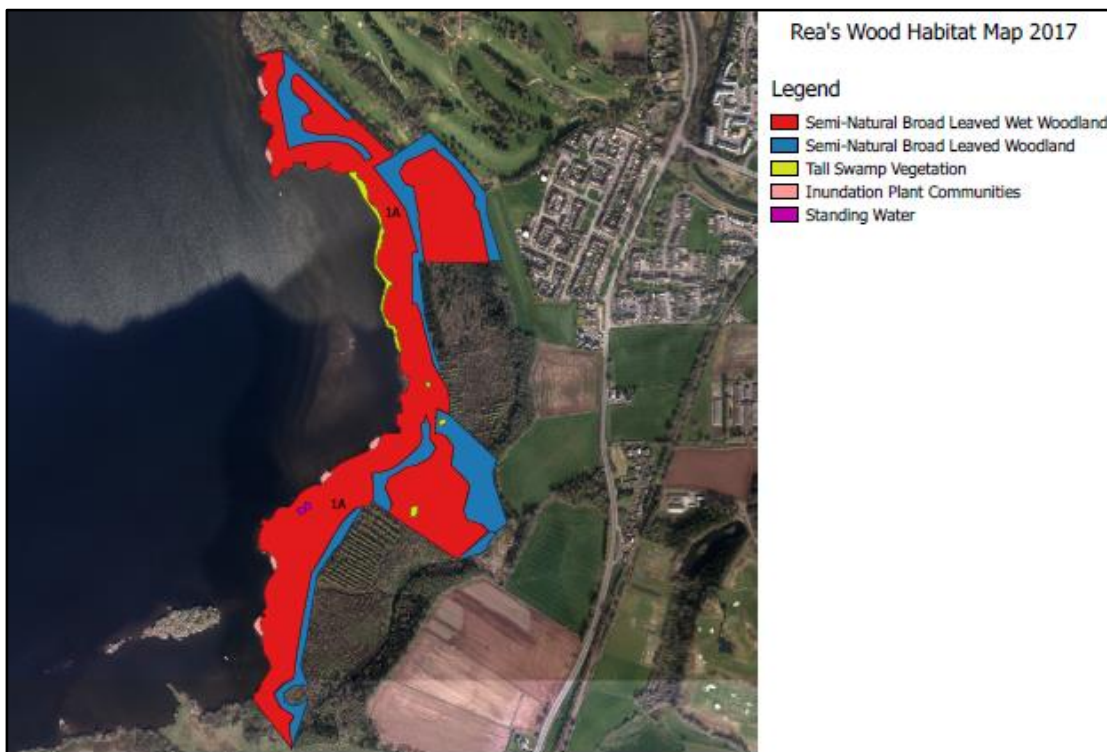 Rea's Wood Habitat Map 2017
Legend
Semi-Natural Broad Leaved Wet Woodland
Semi-Natural Broad Leaved Woodland
Tall Swamp Vegetation
Inundation Plant Communities
Standing Water
1A
1A